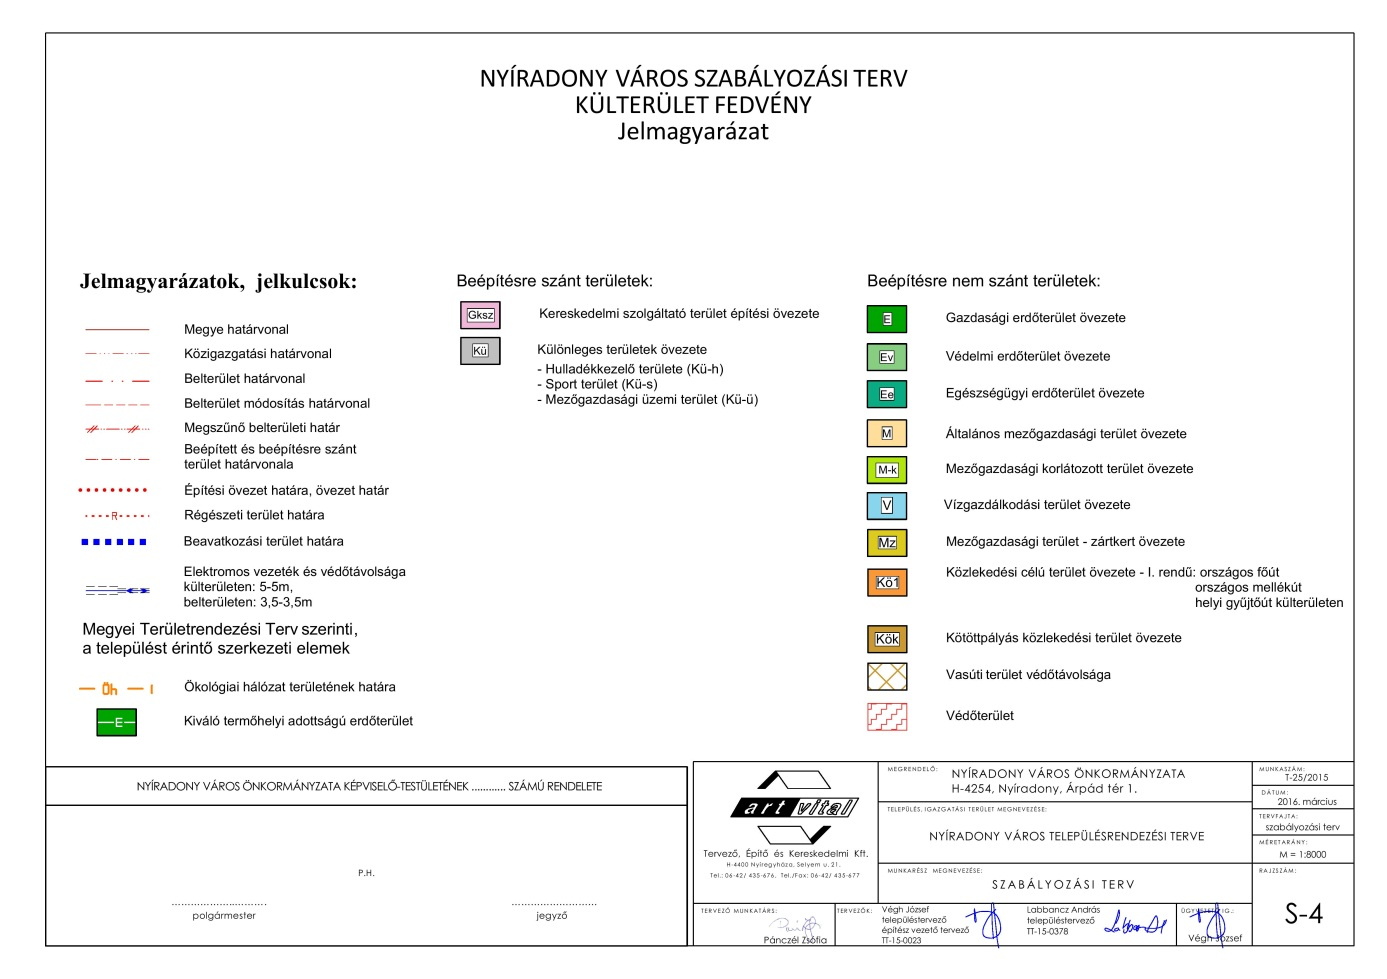 NYÍRADONY VÁROS SZABÁLYOZÁSI TERV
KÜLTERÜLET FEDVÉNY
Jelmagyarázat
Jelmagyarázatok, jelkulcsok:
Megye határvonal
Közigazgatási határvonal
Belterület határvonal
Belterület módosítás határvonal
Megszűnő belterületi határ
Beépített és beépítésre szánt
terület határvonala
Építési övezet határa, övezet határ
R Régészeti terület határa
Beavatkozási terület határa
Elektromos vezeték és védőtávolsága
külterületen: 5-5m,
belterületen: 3,5-3,5m
Megyei Területrendezési Terv szerinti,
a települést érintő szerkezeti elemek
Öh Ökológiai hálózat területének határa
E Kiváló termőhelyi adottságú erdőterület
Beépítésre szánt területek:
Gksz Kereskedelmi szolgáltató terület építési övezete
Kü Különleges területek övezete
- Hulladékkezelő területe (Kü-h)
- Sport terület (Kü-s)
- Mezőgazdasági üzemi terület (Kü-ü)
Beépítésre nem szánt területek:
E Gazdasági erdőterület övezete
Ev Védelmi erdőterület övezete
Ee Egészségügyi erdőterület övezete
M Általános mezőgazdasági terület övezete
M-k Mezőgazdasági korlátozott terület övezete
V Vízgazdálkodási terület övezete
Mz Mezőgazdasági terület - zártkert övezete
Kö1 Közlekedési célú terület övezete - I. rendű: országos főút
országos mellékút
helyi gyűjtőút külterületen
Kök Kötöttpályás közlekedési terület övezete
Vasúti terület védőtávolsága
Védőterület
NYÍRADONY VÁROS ÖNKORMÁNYZATA KÉPVISELŐ-TESTÜLETÉNEK ............ SZÁMÚ RENDELETE
P.H.
polgármester
jegyző
art vital
Tervező, Építő és Kereskedelmi Kft.
H-4400 Nyíregyháza, Selyem u. 21.
Tel.: 06-42/ 435-676, Tel./Fax: 06-42/ 435-677
MEGRENDELŐ: NYÍRADONY VÁROS ÖNKORMÁNYZATA
H-4254, Nyíradony, Árpád tér 1.
TELEPÜLÉS, IGAZGATÁSI TERÜLET MEGNEVEZÉSE:
NYÍRADONY VÁROS TELEPÜLÉSRENDEZÉSI TERVE
MUNKARÉSZ MEGNEVEZÉSE:
SZABÁLYOZÁSI TERV
MUNKASZÁM:
T-25/2015
DÁTUM:
2016. március
TERVFAJTA:
szabályozási terv
MÉRETARÁNY:
M = 1:8000
RAJZSZÁM:
S-4
TERVEZŐ MUNKATÁRS:
Pánczél Zsófia
TERVEZŐK:
Végh József
településtervező
építész vezető tervező
TT-15-0023
Labbancz András
településtervező
TT-15-0378
Végh József